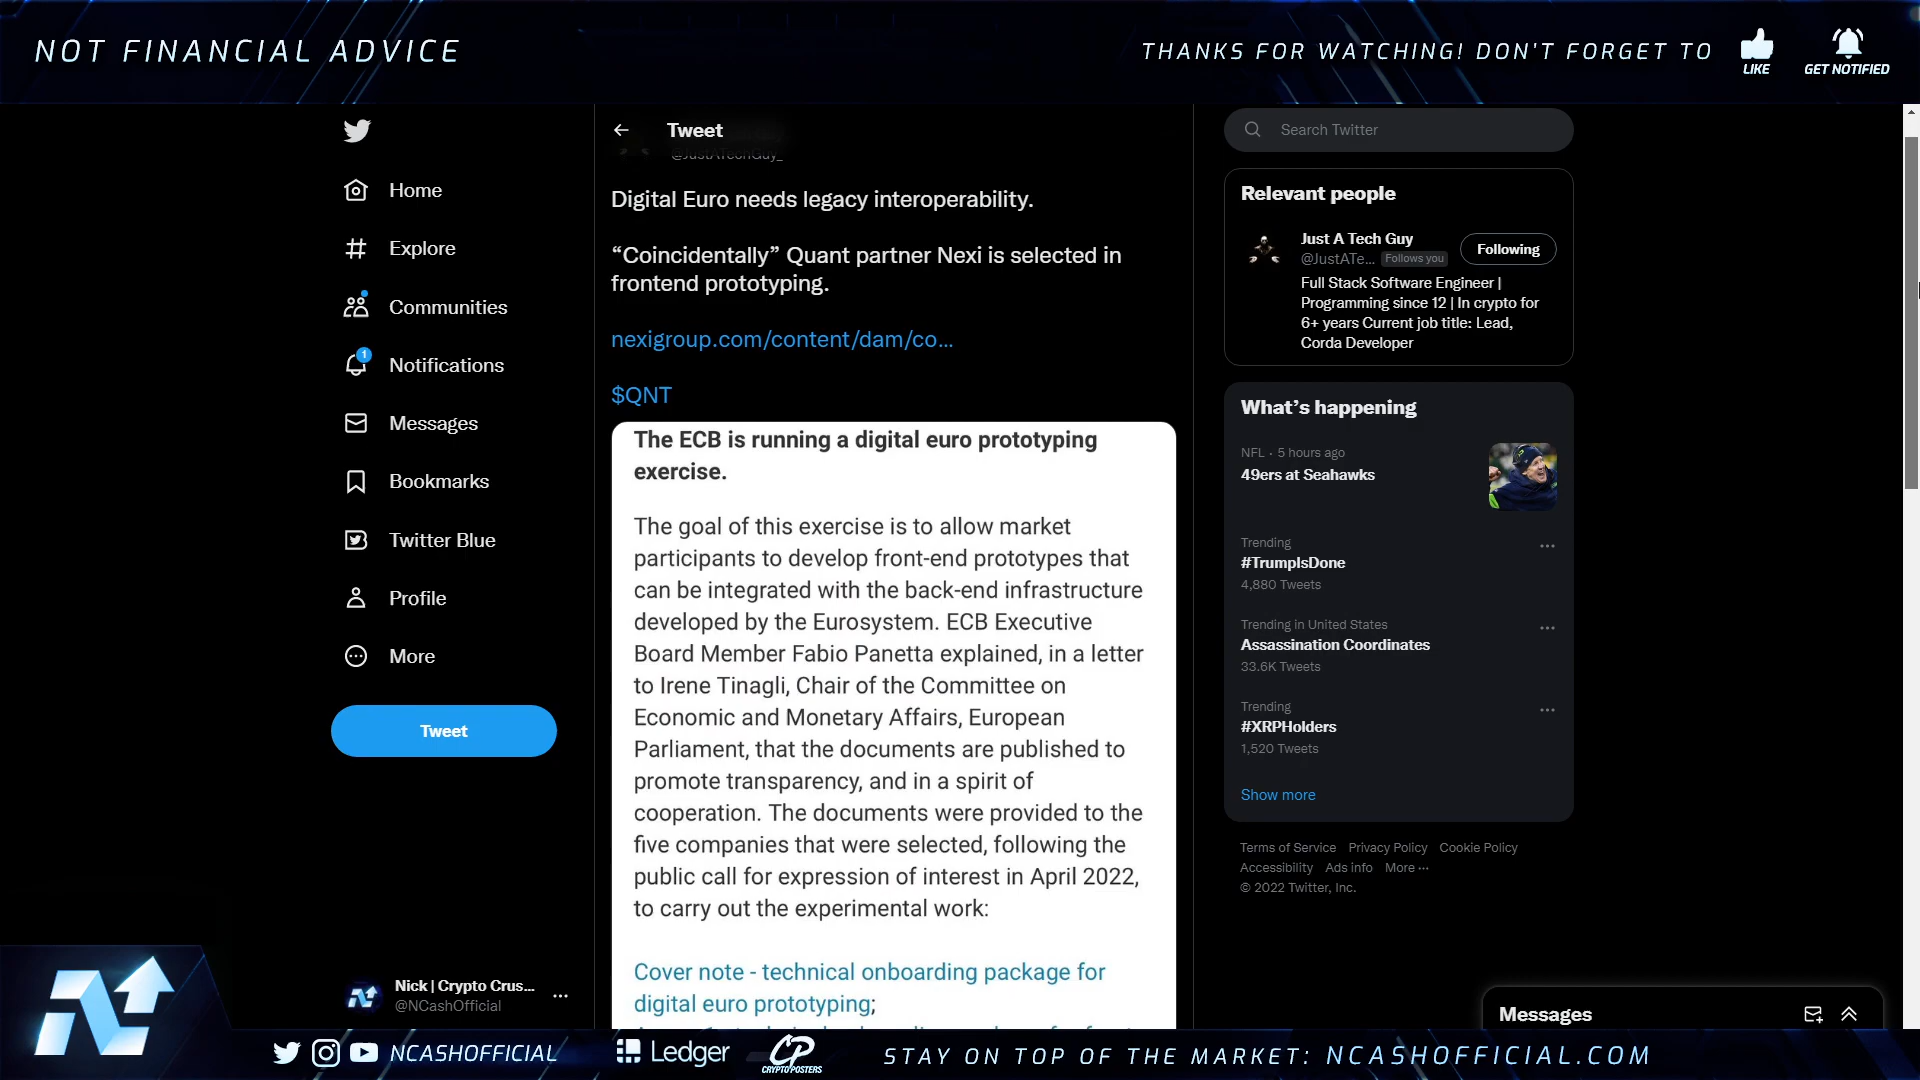 NOT FINANCIAL ADVICE
THANKS FOR WATCHING! DON'T FORGET TO
LIKE
GET NOTIFIED
Home
Explore
Communities
1
Notifications
Messages
Bookmarks
Twitter Blue
Profile
More
Tweet
Nick | Crypto Crus...
@NCashOfficial
Tweet
@JustATechGuy_
Digital Euro needs legacy interoperability.
“Coincidentally” Quant partner Nexi is selected in
frontend prototyping.
nexigroup.com/content/dam/co...
$QNT
The ECB is running a digital euro prototyping
exercise.
The goal of this exercise is to allow market
participants to develop front-end prototypes that
can be integrated with the back-end infrastructure
developed by the Eurosystem. ECB Executive
Board Member Fabio Panetta explained, in a letter
to Irene Tinagli, Chair of the Committee on
Economic and Monetary Affairs, European
Parliament, that the documents are published to
promote transparency, and in a spirit of
cooperation. The documents were provided to the
five companies that were selected, following the
public call for expression of interest in April 2022,
to carry out the experimental work:
Cover note - technical onboarding package for
digital euro prototyping;
Search Twitter
Relevant people
Just A Tech Guy
@JustATe... Follows you
Following
Full Stack Software Engineer |
Programming since 12 | In crypto for
6+ years Current job title: Lead,
Corda Developer
What’s happening
NFL · 5 hours ago
49ers at Seahawks
Trending
#TrumpIsDone
4,880 Tweets
Trending in United States
Assassination Coordinates
33.6K Tweets
Trending
#XRPHolders
1,520 Tweets
Show more
Terms of Service Privacy Policy Cookie Policy
Accessibility Ads info More ···
© 2022 Twitter, Inc.
Messages
NCASHOFFICIAL
Ledger
CP
CRYPTO POSTERS
STAY ON TOP OF THE MARKET: NCASHOFFICIAL.COM